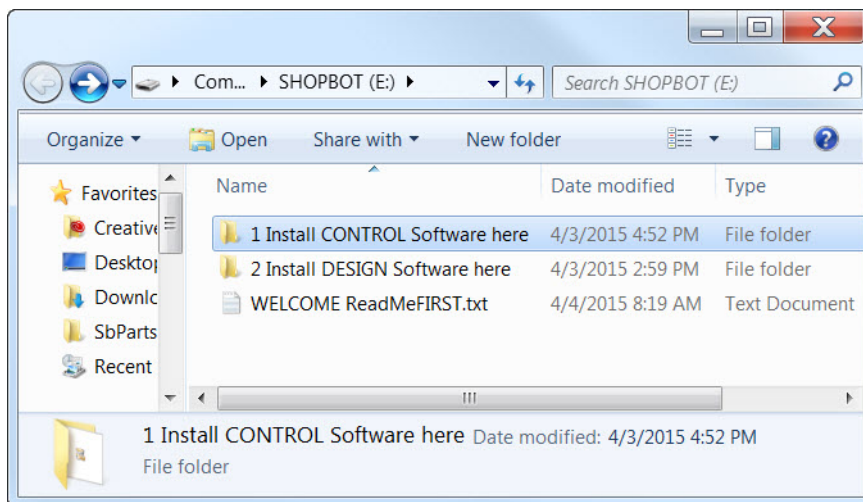 Com... SHOPBOT (E:) Search SHOPBOT (E:)
Organize Open Share with New folder
Name Date modified Type
Favorites
Creative
Desktop
Downlo
SbParts
Recent
1 Install CONTROL Software here 4/3/2015 4:52 PM File folder
2 Install DESIGN Software here 4/3/2015 2:59 PM File folder
WELCOME ReadMeFIRST.txt 4/4/2015 8:19 AM Text Document
1 Install CONTROL Software here Date modified: 4/3/2015 4:52 PM
File folder